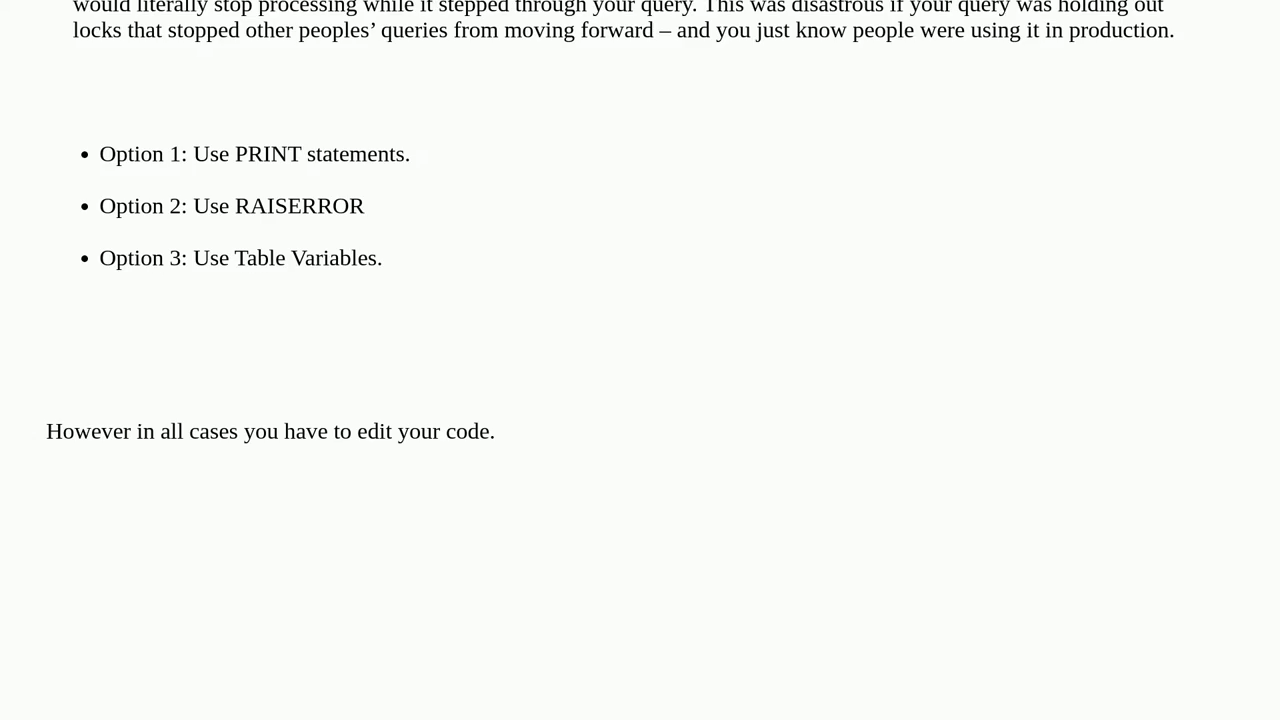 would literally stop processing while it stepped through your query. This was disastrous if your query was holding out
locks that stopped other peoples’ queries from moving forward – and you just know people were using it in production.
• Option 1: Use PRINT statements.
• Option 2: Use RAISERROR
• Option 3: Use Table Variables.
However in all cases you have to edit your code.